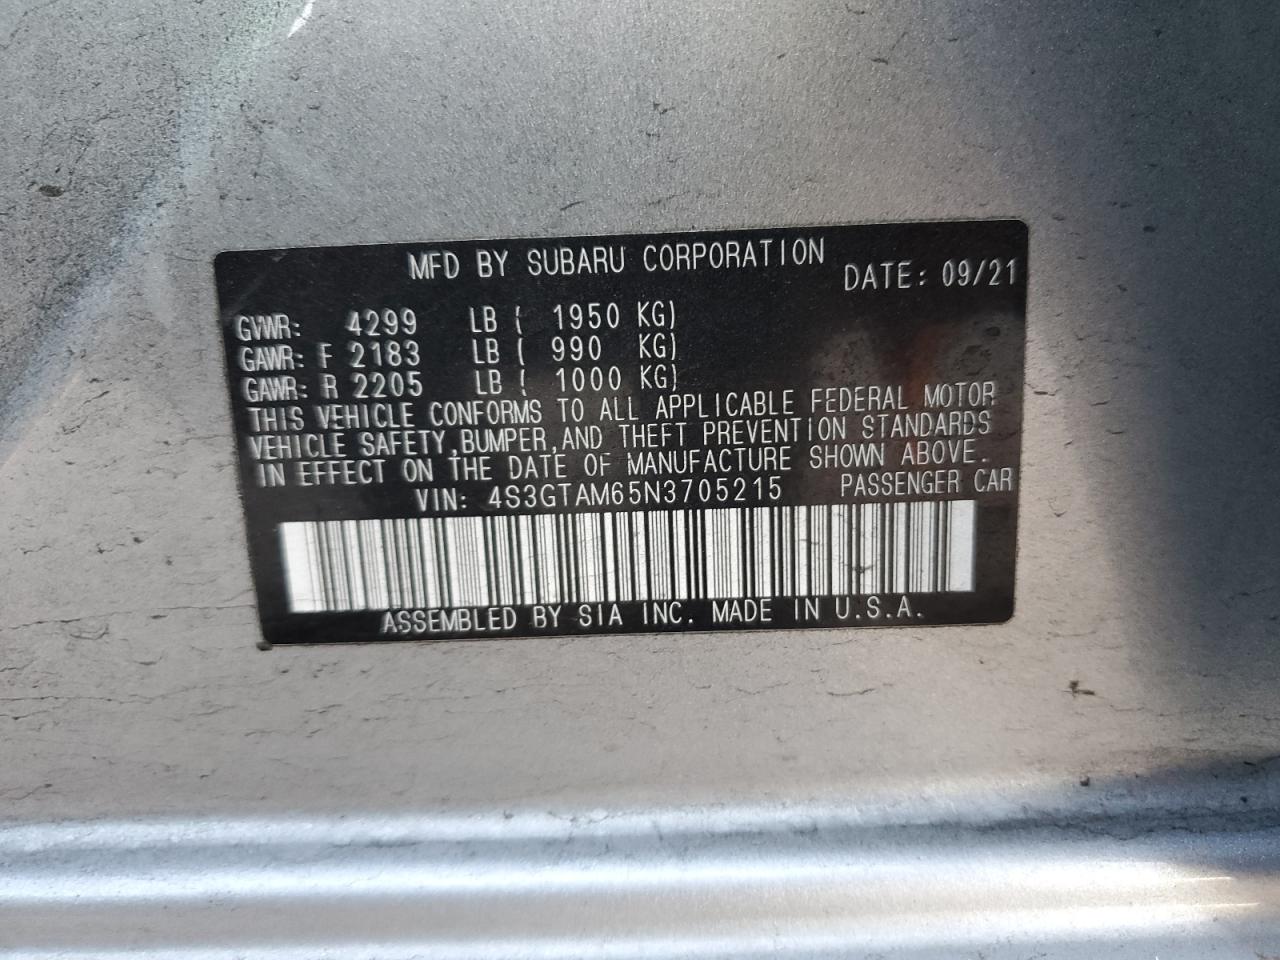 MFD BY SUBARU CORPORATION DATE: 09/21
GVWR: 4299 LB ( 1950 KG)
GAWR: F 2183 LB ( 990 KG)
GAWR: R 2205 LB ( 1000 KG)
THIS VEHICLE CONFORMS TO ALL APPLICABLE FEDERAL MOTOR
VEHICLE SAFETY,BUMPER,AND THEFT PREVENTION STANDARDS
IN EFFECT ON THE DATE OF MANUFACTURE SHOWN ABOVE.
VIN: 4S3GTAM65N3705215 PASSENGER CAR
ASSEMBLED BY SIA INC. MADE IN U.S.A.